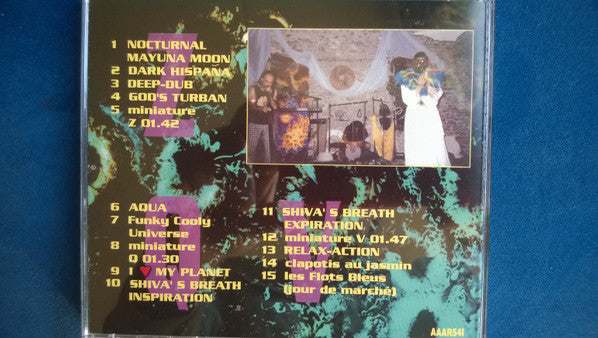 1 NOCTURNAL
MAYUNA MOON
2 DARK HISPANA
3 DEEP-DUB
4 GOD'S TURBAN
5 miniature
Z 01.42
6 AQUA
7 Funky Cooly
Universe
8 miniature
Q 01.30
9 I ♥ MY PLANET
10 SHIVA'S BREATH
INSPIRATION
11 SHIVA'S BREATH
EXPIRATION
12 miniature V 01.47
13 RELAX-ACTION
14 clapotis au jasmin
15 les Flots Bleus
(jour de marché)
AAAR541